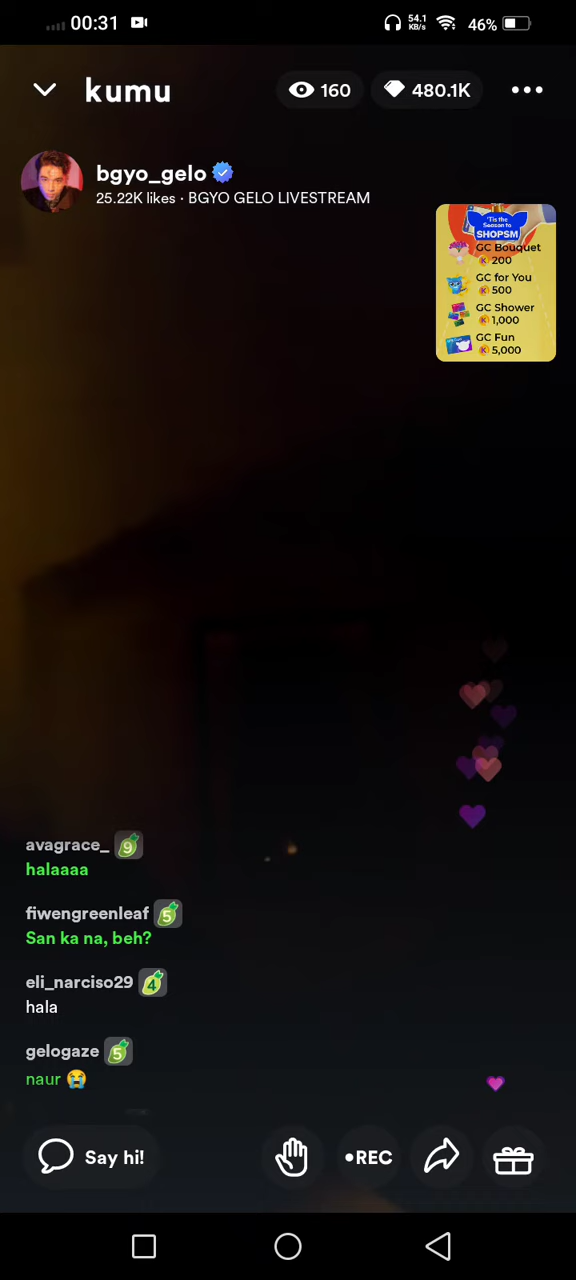 00:31
54.1
KB/s
46%
kumu
160
480.1K
bgyo_gelo
25.22K likes · BGYO GELO LIVESTREAM
'Tis the
Season to
SHOPSM
GC Bouquet
200
GC for You
500
GC Shower
1,000
GC Fun
5,000
avagrace_ 9
halaaaa
fiwengreenleaf 5
San ka na, beh?
eli_narciso29 4
hala
gelogaze 5
naur 😭
Say hi!
•REC